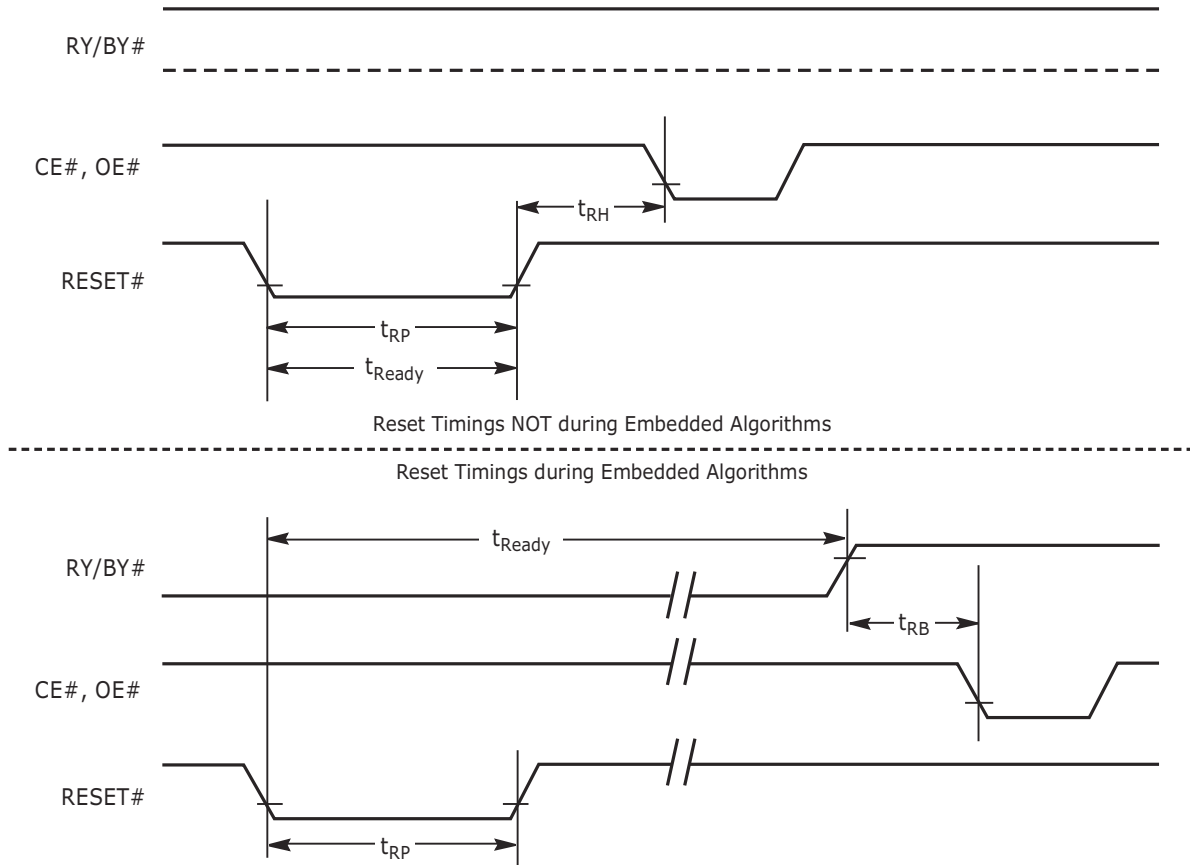 RY/BY#
CE#, OE#
tRH
RESET#
tRP
tReady
Reset Timings NOT during Embedded Algorithms
Reset Timings during Embedded Algorithms
tReady
RY/BY#
tRB
CE#, OE#
RESET#
tRP